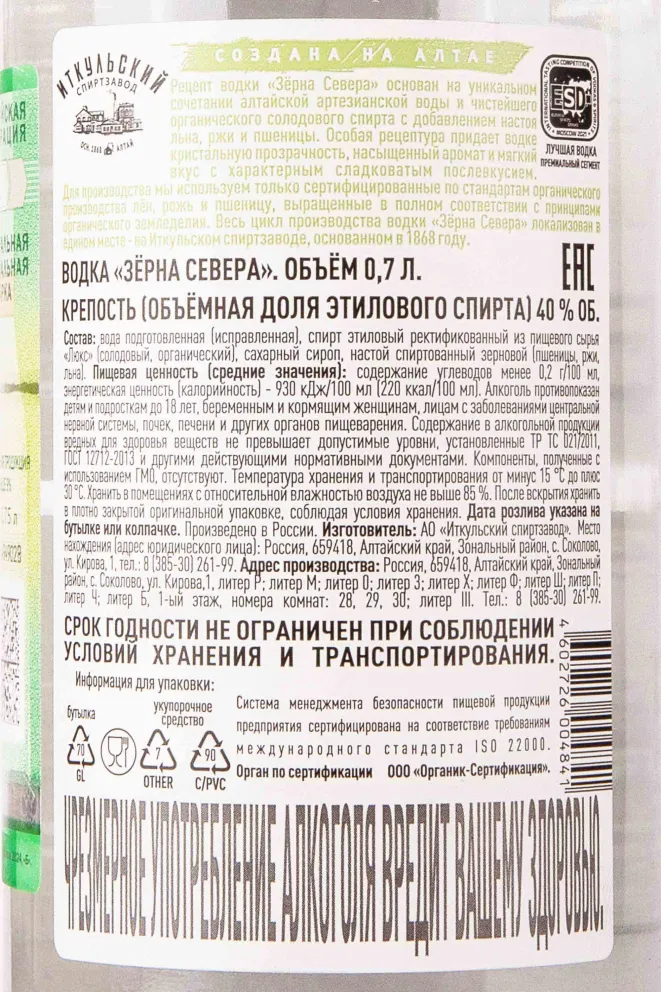 СОЗДАНА НА АЛТАЕ
ИТКУЛЬСКИЙ
СПИРТЗАВОД
ОСН. 1868 АЛТАЙ
Рецепт водки «Зёрна Севера» основан на уникальном
сочетании алтайской артезианской воды и чистейшего
органического солодового спирта с добавлением настоя
льна, ржи и пшеницы. Особая рецептура придает водке
кристальную прозрачность, насыщенный аромат и мягкий
вкус с характерным сладковатым послевкусием.
Для производства мы используем только сертифицированные по стандартам органического
производства лён, рожь и пшеницу, выращенные в полном соответствии с принципами
органического земледелия. Весь цикл производства водки «Зёрна Севера» локализован в
едином месте - на Иткульском спиртзаводе, основанном в 1868 году.
INTERNATIONAL TASTING COMPETITION OF VODKAS & SPIRITS
ESDC
MOSCOW 2021
ЛУЧШАЯ ВОДКА
ПРЕМИАЛЬНЫЙ СЕГМЕНТ
ВОДКА «ЗЁРНА СЕВЕРА». ОБЪЁМ 0,7 Л.
EAC
КРЕПОСТЬ (ОБЪЁМНАЯ ДОЛЯ ЭТИЛОВОГО СПИРТА) 40 % ОБ.
Состав: вода подготовленная (исправленная), спирт этиловый ректификованный из пищевого сырья
«Люкс» (солодовый, органический), сахарный сироп, настой спиртованный зерновой (пшеницы, ржи,
льна). Пищевая ценность (средние значения): содержание углеводов менее 0,2 г/100 мл,
энергетическая ценность (калорийность) - 930 кДж/100 мл (220 ккал/100 мл). Алкоголь противопоказан
детям и подросткам до 18 лет, беременным и кормящим женщинам, лицам с заболеваниями центральной
нервной системы, почек, печени и других органов пищеварения. Содержание в алкогольной продукции
вредных для здоровья веществ не превышает допустимые уровни, установленные ТР ТС 021/2011,
ГОСТ 12712-2013 и другими действующими нормативными документами. Компоненты, полученные с
использованием ГМО, отсутствуют. Температура хранения и транспортирования от минус 15 °С до плюс
30 °С. Хранить в помещениях с относительной влажностью воздуха не выше 85 %. После вскрытия хранить
в плотно закрытой оригинальной упаковке, соблюдая условия хранения. Дата розлива указана на
бутылке или колпачке. Произведено в России. Изготовитель: АО «Иткульский спиртзавод». Место
нахождения (адрес юридического лица): Россия, 659418, Алтайский край, Зональный район, с. Соколово,
ул. Кирова, 1, тел.: 8 (385-30) 261-99. Адрес производства: Россия, 659418, Алтайский край, Зональный
район, с. Соколово, ул. Кирова,1, литер Р; литер М; литер О; литер З; литер Х; литер Ф; литер Ш; литер П;
литер Ч; литер Б, 1-ый этаж, номера комнат: 28, 29, 30; литер III. Тел.: 8 (385-30) 261-99.
СРОК ГОДНОСТИ НЕ ОГРАНИЧЕН ПРИ СОБЛЮДЕНИИ
УСЛОВИЙ ХРАНЕНИЯ И ТРАНСПОРТИРОВАНИЯ.
Информация для упаковки:
бутылка
укупорочное
средство
70
GL
7
OTHER
90
C/PVC
Система менеджмента безопасности пищевой продукции
предприятия сертифицирована на соответствие требованиям
международного стандарта ISO 22000.
Орган по сертификации ООО «Органик-Сертификация».
4602726004841
ЧРЕЗМЕРНОЕ УПОТРЕБЛЕНИЕ АЛКОГОЛЯ ВРЕДИТ ВАШЕМУ ЗДОРОВЬЮ.